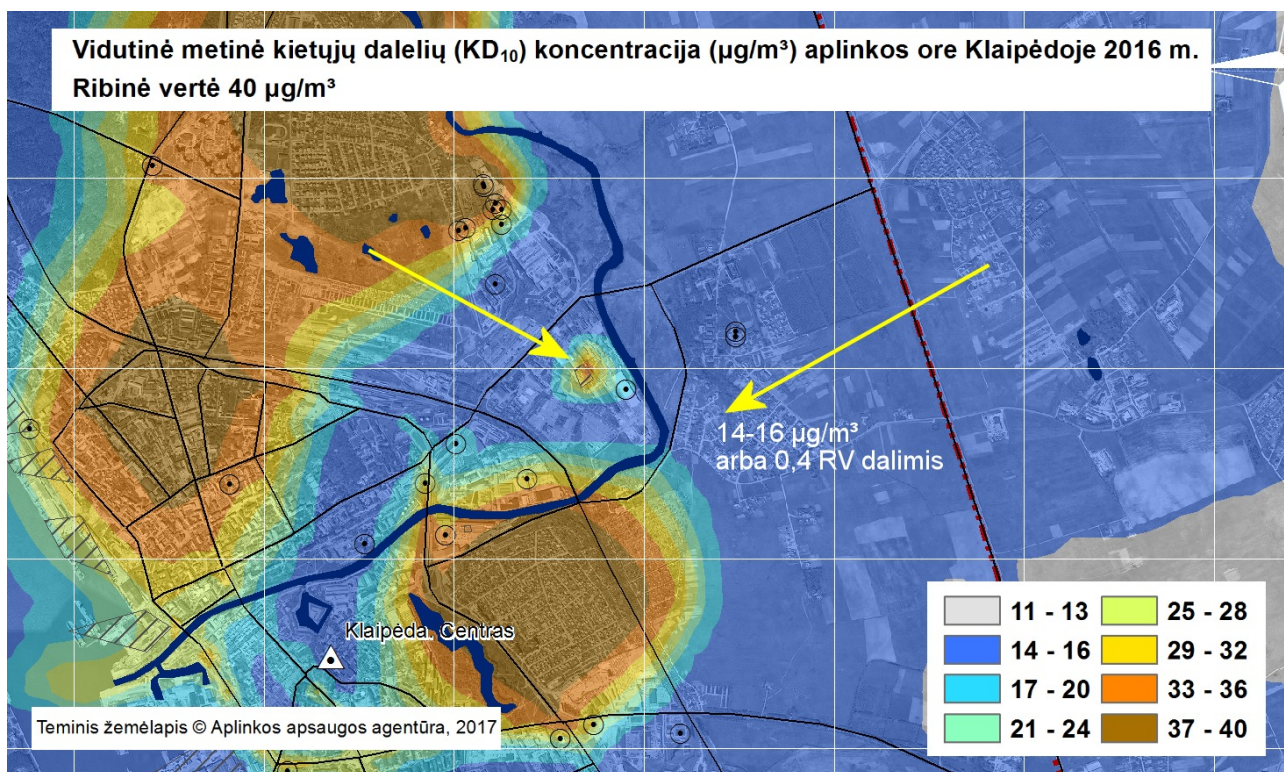 Vidutinė metinė kietųjų dalelių (KD₁₀) koncentracija (µg/m³) aplinkos ore Klaipėdoje 2016 m.
Ribinė vertė 40 µg/m³
14-16 µg/m³
arba 0,4 RV dalimis
Klaipėda. Centras
Teminis žemėlapis © Aplinkos apsaugos agentūra, 2017
11 - 13
14 - 16
17 - 20
21 - 24
25 - 28
29 - 32
33 - 36
37 - 40